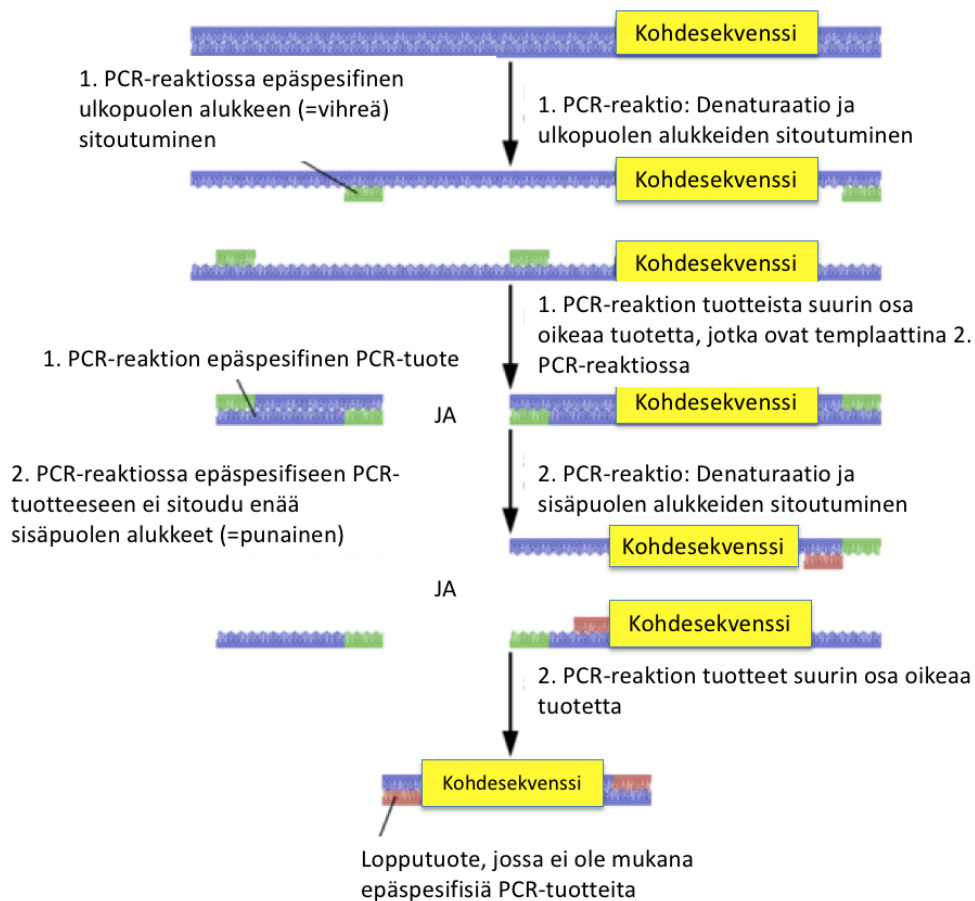 Kohdesekvenssi
1. PCR-reaktiossa epäspesifinen
ulkopuolen alukkeen (=vihreä)
sitoutuminen
1. PCR-reaktio: Denaturaatio ja
ulkopuolen alukkeiden sitoutuminen
Kohdesekvenssi
Kohdesekvenssi
1. PCR-reaktion tuotteista suurin osa
oikeaa tuotetta, jotka ovat templaattina 2.
PCR-reaktiossa
1. PCR-reaktion epäspesifinen PCR-tuote
JA
Kohdesekvenssi
2. PCR-reaktiossa epäspesifiseen PCR-
tuotteeseen ei sitoudu enää
sisäpuolen alukkeet (=punainen)
2. PCR-reaktio: Denaturaatio ja
sisäpuolen alukkeiden sitoutuminen
Kohdesekvenssi
JA
Kohdesekvenssi
2. PCR-reaktion tuotteet suurin osa oikeaa
tuotetta
Kohdesekvenssi
Lopputuote, jossa ei ole mukana
epäspesifisiä PCR-tuotteita